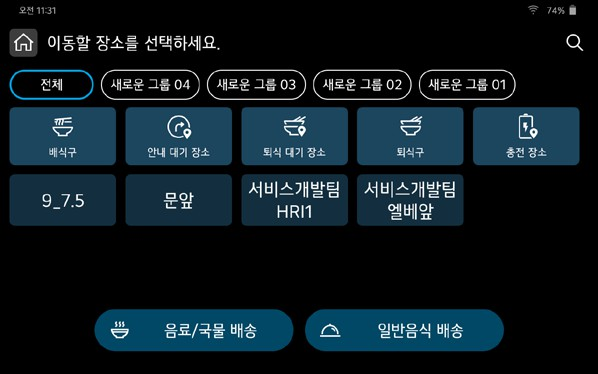 오전 11:31
74%
이동할 장소를 선택하세요.
전체
새로운 그룹 04
새로운 그룹 03
새로운 그룹 02
새로운 그룹 01
배식구
안내 대기 장소
퇴식 대기 장소
퇴식구
충전 장소
9_7.5
문앞
서비스개발팀
HRI1
서비스개발팀
엘베앞
음료/국물 배송
일반음식 배송